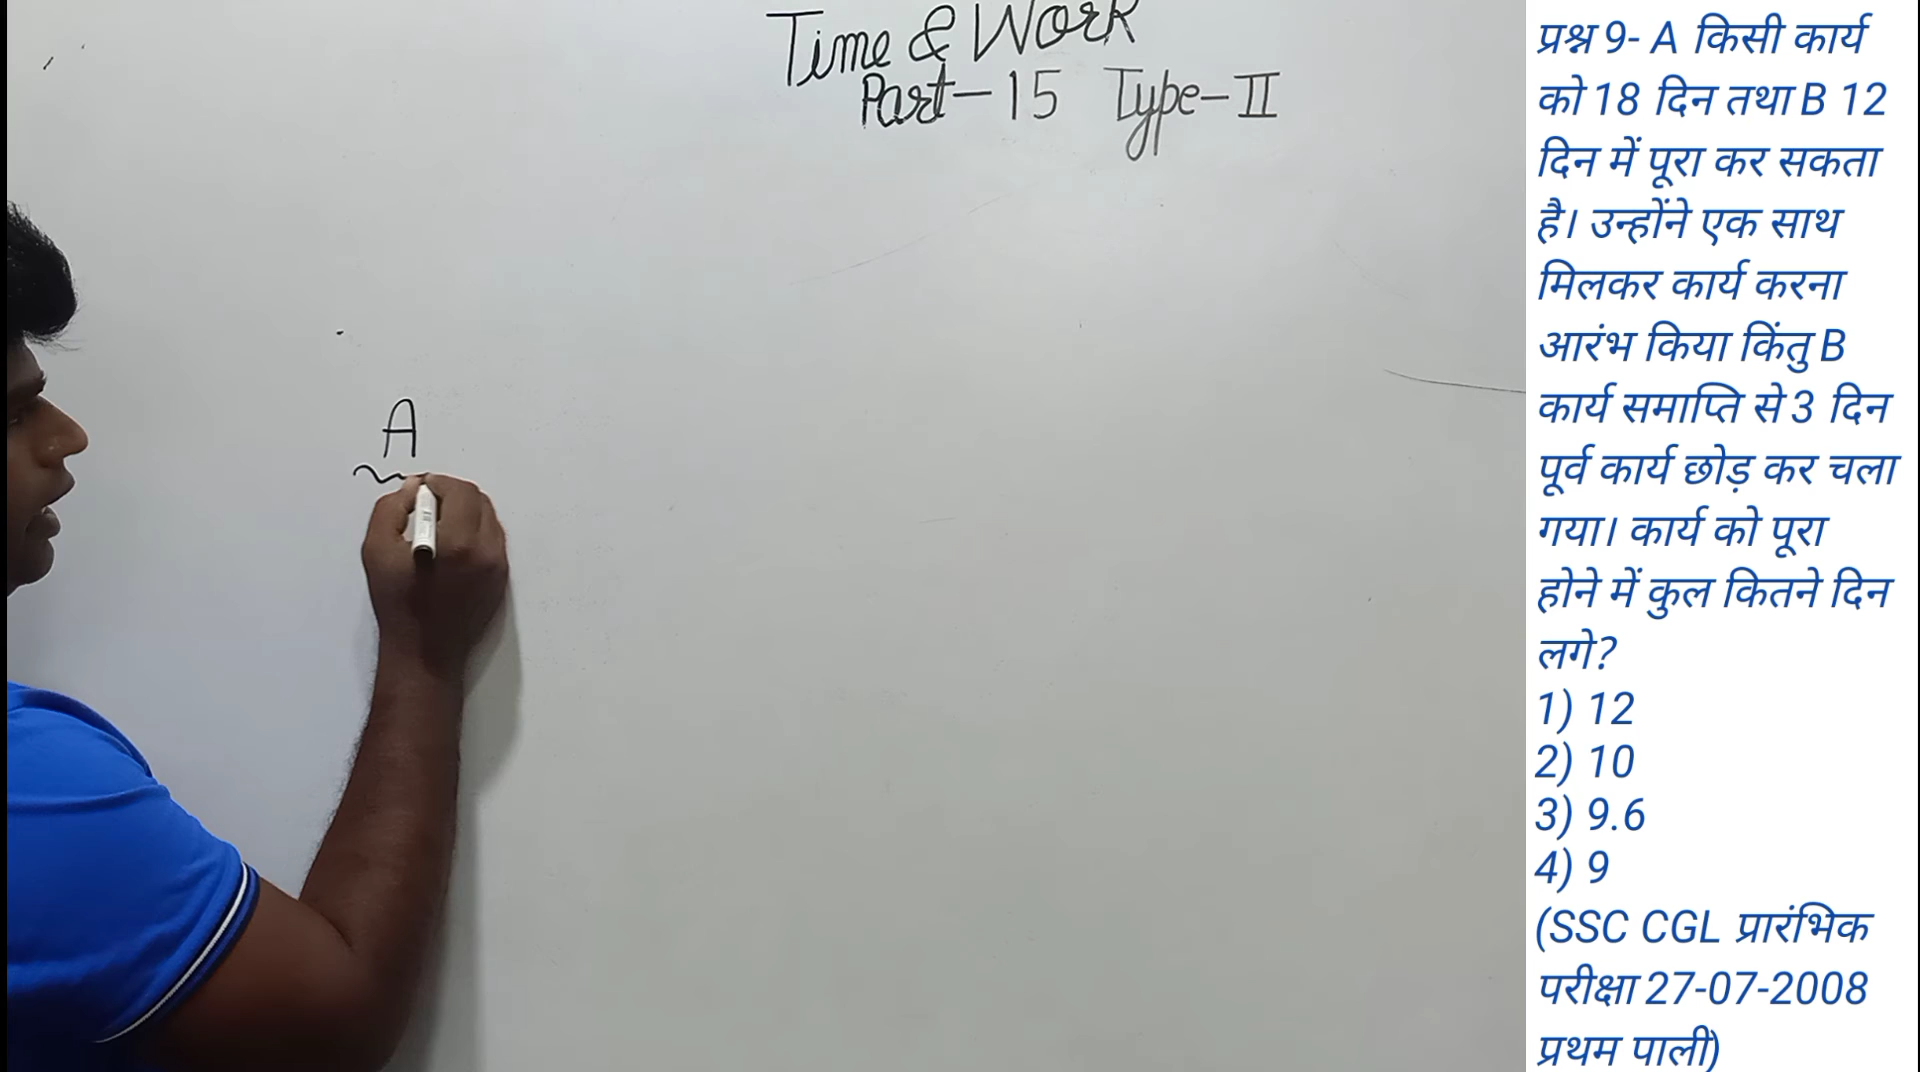 Time & Work
Part-15 Type-II
A
प्रश्न 9- A किसी कार्य
को 18 दिन तथा B 12
दिन में पूरा कर सकता
है। उन्होंने एक साथ
मिलकर कार्य करना
आरंभ किया किंतु B
कार्य समाप्ति से 3 दिन
पूर्व कार्य छोड़ कर चला
गया। कार्य को पूरा
होने में कुल कितने दिन
लगे?
1) 12
2) 10
3) 9.6
4) 9
(SSC CGL प्रारंभिक
परीक्षा 27-07-2008
प्रथम पाली)